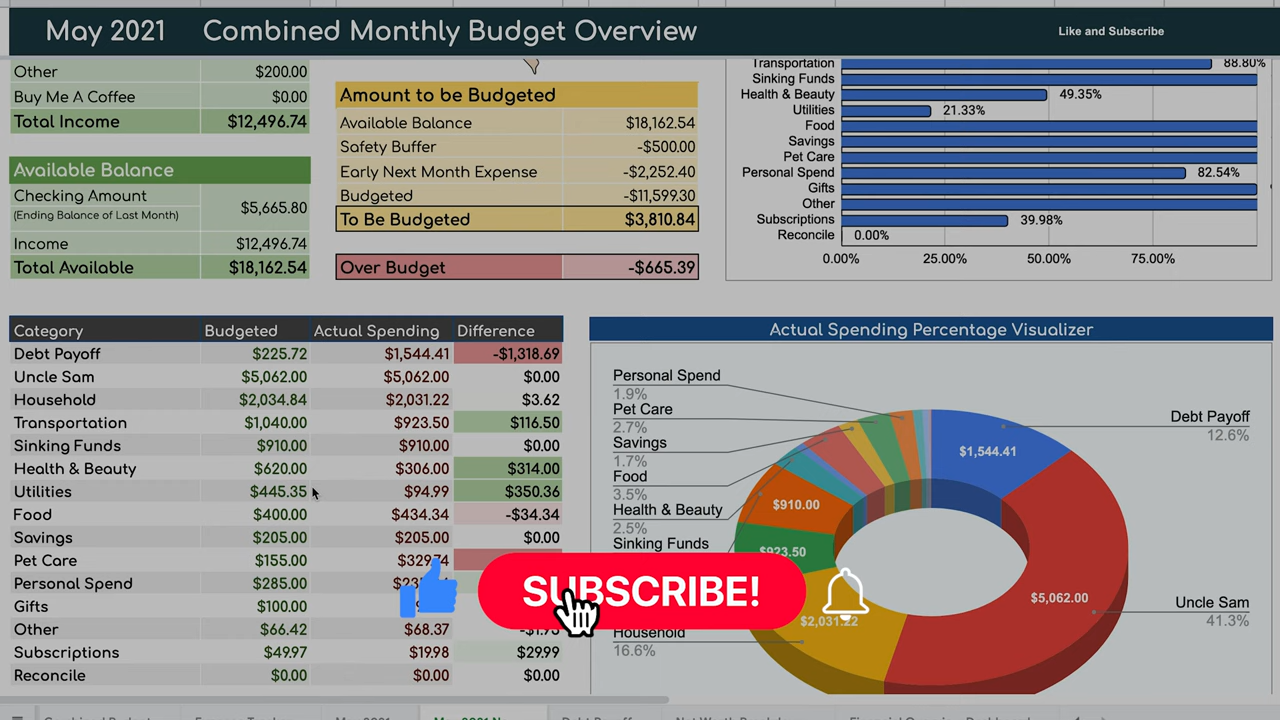 May 2021 Combined Monthly Budget Overview
Like and Subscribe
Other $200.00
Buy Me A Coffee $0.00
Total Income $12,496.74
Available Balance
Checking Amount
(Ending Balance of Last Month)
$5,665.80
Income $12,496.74
Total Available $18,162.54
Amount to be Budgeted
Available Balance $18,162.54
Safety Buffer -$500.00
Early Next Month Expense -$2,252.40
Budgeted -$11,599.30
To Be Budgeted $3,810.84
Over Budget -$665.39
Transportation 88.80%
Sinking Funds
Health & Beauty 49.35%
Utilities 21.33%
Food
Savings
Pet Care
Personal Spend 82.54%
Gifts
Other
Subscriptions 39.98%
Reconcile 0.00%
0.00% 25.00% 50.00% 75.00%
Category Budgeted Actual Spending Difference
Debt Payoff $225.72 $1,544.41 -$1,318.69
Uncle Sam $5,062.00 $5,062.00 $0.00
Household $2,034.84 $2,031.22 $3.62
Transportation $1,040.00 $923.50 $116.50
Sinking Funds $910.00 $910.00 $0.00
Health & Beauty $620.00 $306.00 $314.00
Utilities $445.35 $94.99 $350.36
Food $400.00 $434.34 -$34.34
Savings $205.00 $205.00 $0.00
Pet Care $155.00
Personal Spend $285.00
Gifts $100.00
Other $66.42 $68.37
Subscriptions $49.97 $19.98 $29.99
Reconcile $0.00 $0.00 $0.00
Actual Spending Percentage Visualizer
Personal Spend
1.9%
Pet Care
2.7%
Savings
1.7%
Food
3.5%
Health & Beauty
2.5%
Sinking Funds
Household
16.6%
Debt Payoff
12.6%
Uncle Sam
41.3%
$1,544.41
$910.00
$923.50
$5,062.00
$2,031.22
SUBSCRIBE!